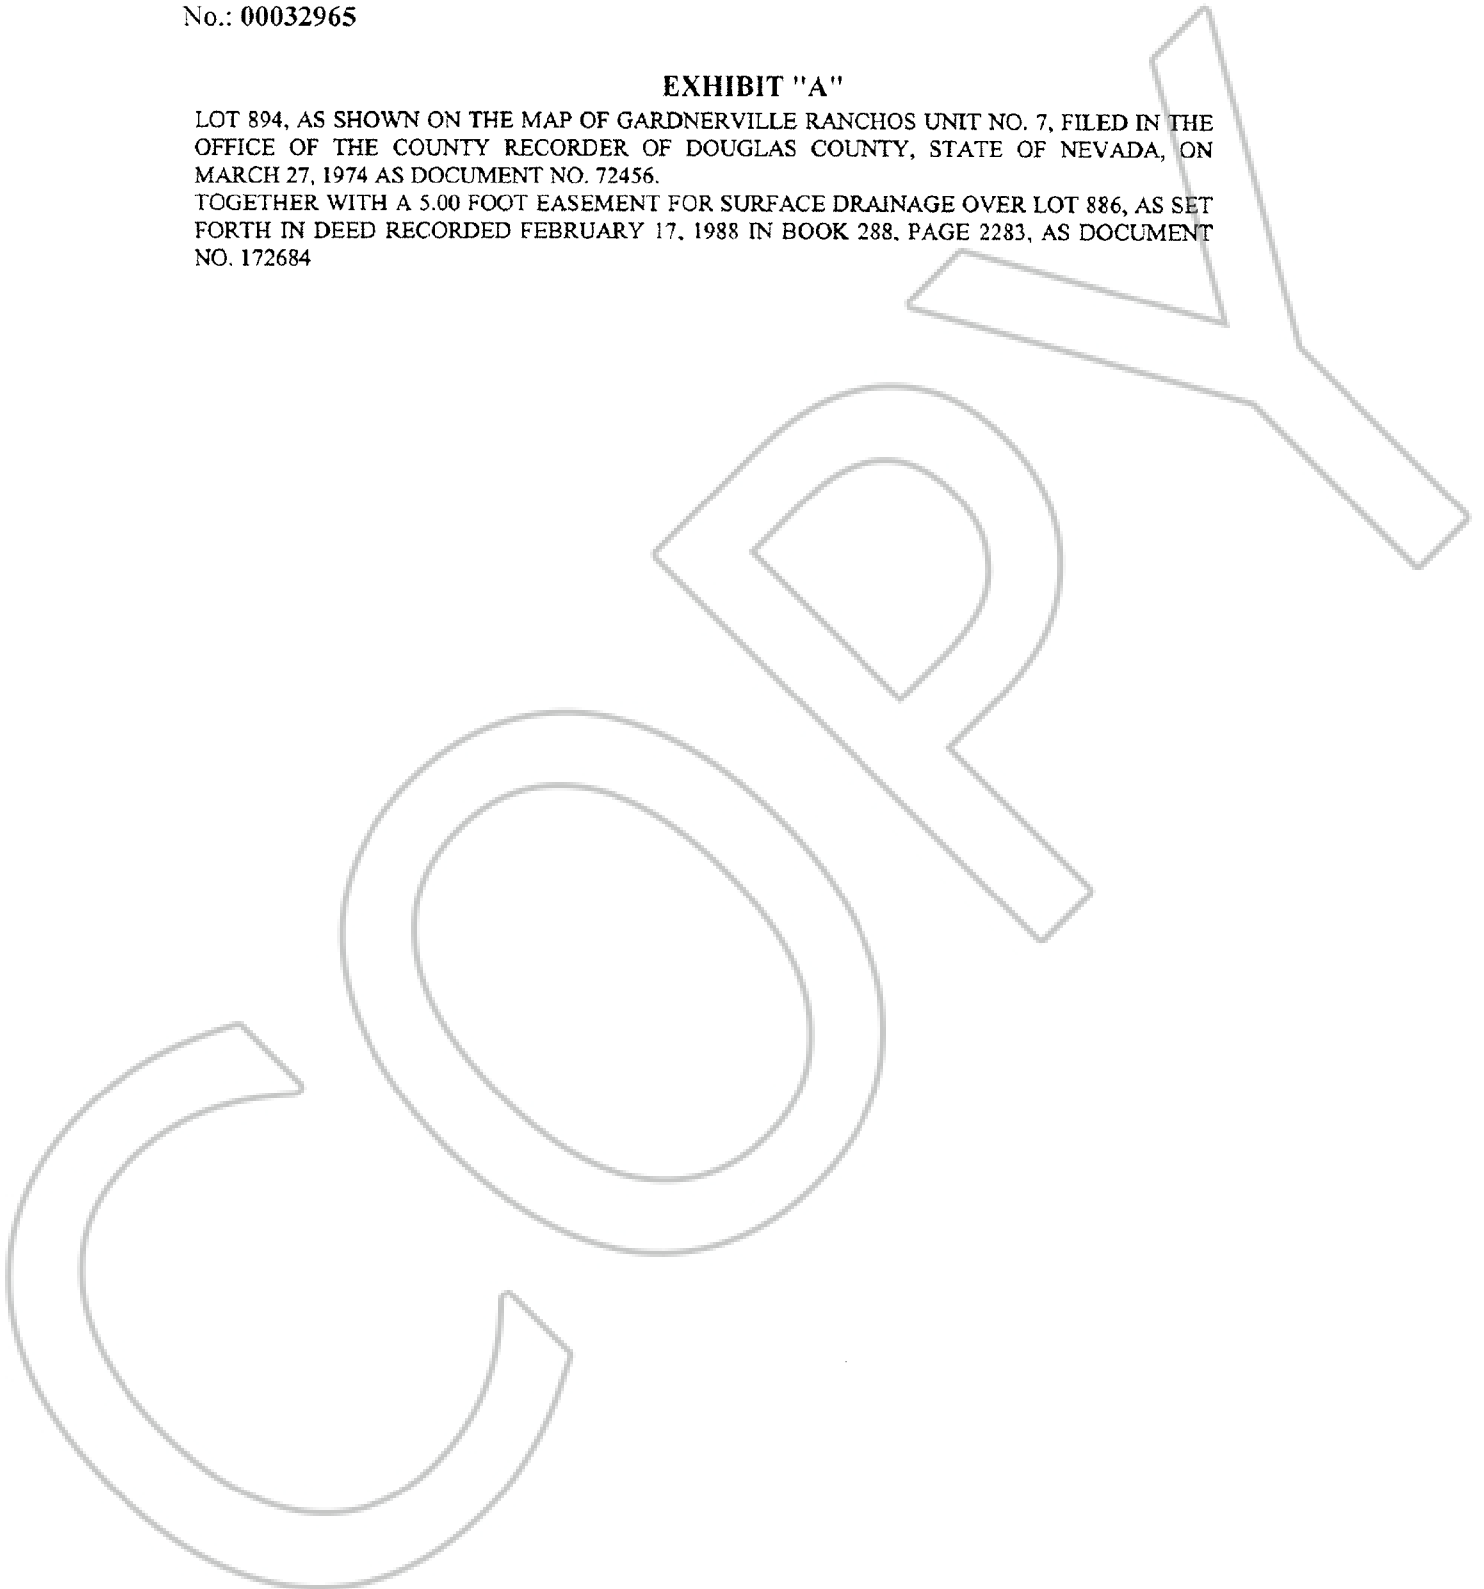 No.: 00032965
EXHIBIT "A"
LOT 894, AS SHOWN ON THE MAP OF GARDNERVILLE RANCHOS UNIT NO. 7, FILED IN THE
OFFICE OF THE COUNTY RECORDER OF DOUGLAS COUNTY, STATE OF NEVADA, ON
MARCH 27, 1974 AS DOCUMENT NO. 72456.
TOGETHER WITH A 5.00 FOOT EASEMENT FOR SURFACE DRAINAGE OVER LOT 886, AS SET
FORTH IN DEED RECORDED FEBRUARY 17, 1988 IN BOOK 288, PAGE 2283, AS DOCUMENT
NO. 172684
COPY